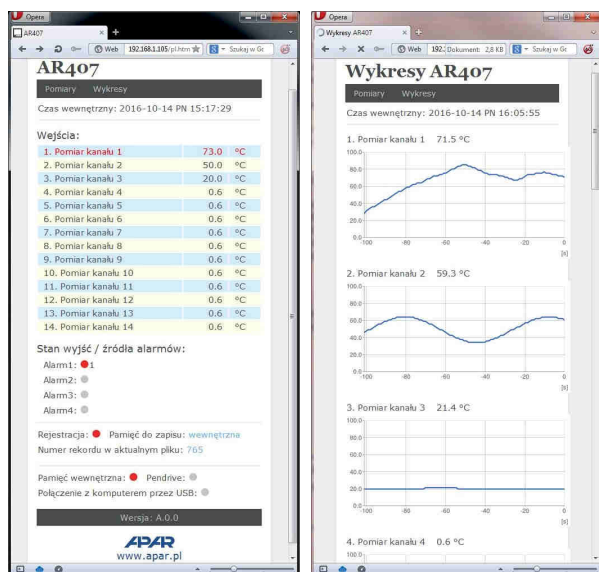 Opera
AR407
Web
192.168.1.105/pl.htm
Szukaj w Gc
AR407
Pomiary Wykresy
Czas wewnętrzny: 2016-10-14 PN 15:17:29
Wejścia:
1. Pomiar kanału 1 73.0 °C
2. Pomiar kanału 2 50.0 °C
3. Pomiar kanału 3 20.0 °C
4. Pomiar kanału 4 0.6 °C
5. Pomiar kanału 5 0.6 °C
6. Pomiar kanału 6 0.6 °C
7. Pomiar kanału 7 0.6 °C
8. Pomiar kanału 8 0.6 °C
9. Pomiar kanału 9 0.6 °C
10. Pomiar kanału 10 0.6 °C
11. Pomiar kanału 11 0.6 °C
12. Pomiar kanału 12 0.6 °C
13. Pomiar kanału 13 0.6 °C
14. Pomiar kanału 14 0.6 °C
Stan wyjść / źródła alarmów:
Alarm1: 1
Alarm2:
Alarm3:
Alarm4:
Rejestracja: Pamięć do zapisu: wewnętrzna
Numer rekordu w aktualnym pliku: 765
Pamięć wewnętrzna: Pendrive:
Połączenie z komputerem przez USB:
Wersja: A.0.0
APAR
www.apar.pl
Opera
Wykresy AR407
Web
192. Dokument: 2,8 KB
Szukaj w Gc
Wykresy AR407
Pomiary Wykresy
Czas wewnętrzny: 2016-10-14 PN 16:05:55
1. Pomiar kanału 1 71.5 °C
100.0
80.0
60.0
40.0
20.0
0.0
-100 -80 -60 -40 -20 0
[s]
2. Pomiar kanału 2 59.3 °C
100.0
80.0
60.0
40.0
20.0
0.0
-100 -80 -60 -40 -20 0
[s]
3. Pomiar kanału 3 21.4 °C
100.0
80.0
60.0
40.0
20.0
0.0
-100 -80 -60 -40 -20 0
[s]
4. Pomiar kanału 4 0.6 °C
100.0